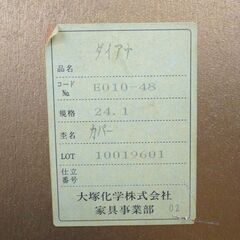 ダイアナ
品名
コード No. E010-48
規格 24.1
杢名 カバー
LOT 10019601
仕立番号
大塚化学株式会社
家具事業部 02